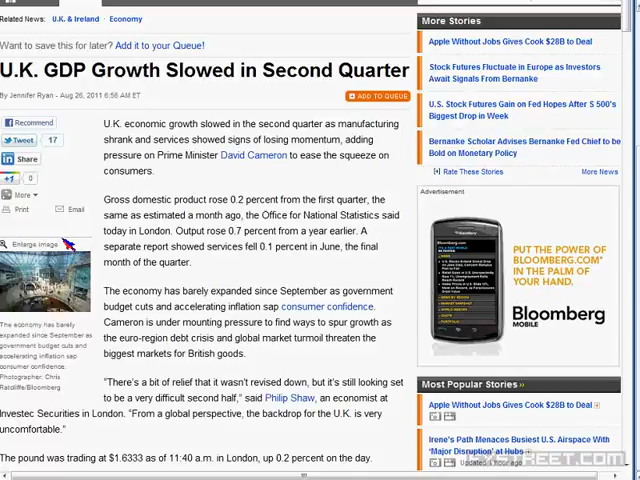 Related News: U.K. & Ireland · Economy
Want to save this for later? Add it to your Queue!
U.K. GDP Growth Slowed in Second Quarter
By Jennifer Ryan - Aug 26, 2011 6:56 AM ET
ADD TO QUEUE
Recommend
Tweet 17
in Share
+1 0
More
Print Email
Enlarge image
The economy has barely
expanded since September as
government budget cuts and
accelerating inflation sap
consumer confidence.
Photographer: Chris
Ratcliffe/Bloomberg
U.K. economic growth slowed in the second quarter as manufacturing
shrank and services showed signs of losing momentum, adding
pressure on Prime Minister David Cameron to ease the squeeze on
consumers.
Gross domestic product rose 0.2 percent from the first quarter, the
same as estimated a month ago, the Office for National Statistics said
today in London. Output rose 0.7 percent from a year earlier. A
separate report showed services fell 0.1 percent in June, the final
month of the quarter.
The economy has barely expanded since September as government
budget cuts and accelerating inflation sap consumer confidence.
Cameron is under mounting pressure to find ways to spur growth as
the euro-region debt crisis and global market turmoil threaten the
biggest markets for British goods.
"There's a bit of relief that it wasn't revised down, but it's still looking set
to be a very difficult second half," said Philip Shaw, an economist at
Investec Securities in London. "From a global perspective, the backdrop for the U.K. is very
uncomfortable."
The pound was trading at $1.6333 as of 11:40 a.m. in London, up 0.2 percent on the day.
More Stories
Apple Without Jobs Gives Cook $28B to Deal
Stock Futures Fluctuate in Europe as Investors
Await Signals From Bernanke
U.S. Stock Futures Gain on Fed Hopes After S 500's
Biggest Drop in Week
Bernanke Scholar Advises Bernanke Fed Chief to be
Bold on Monetary Policy
Rate These Stories More News
Advertisement
Bloomberg.com
PUT THE POWER OF
BLOOMBERG.COM*
IN THE PALM OF
YOUR HAND.
Bloomberg
MOBILE
Most Popular Stories »
Apple Without Jobs Gives Cook $28B to Deal
Irene's Path Menaces Busiest U.S. Airspace With
'Major Disruption' at Hubs
Updated 1 hour ago